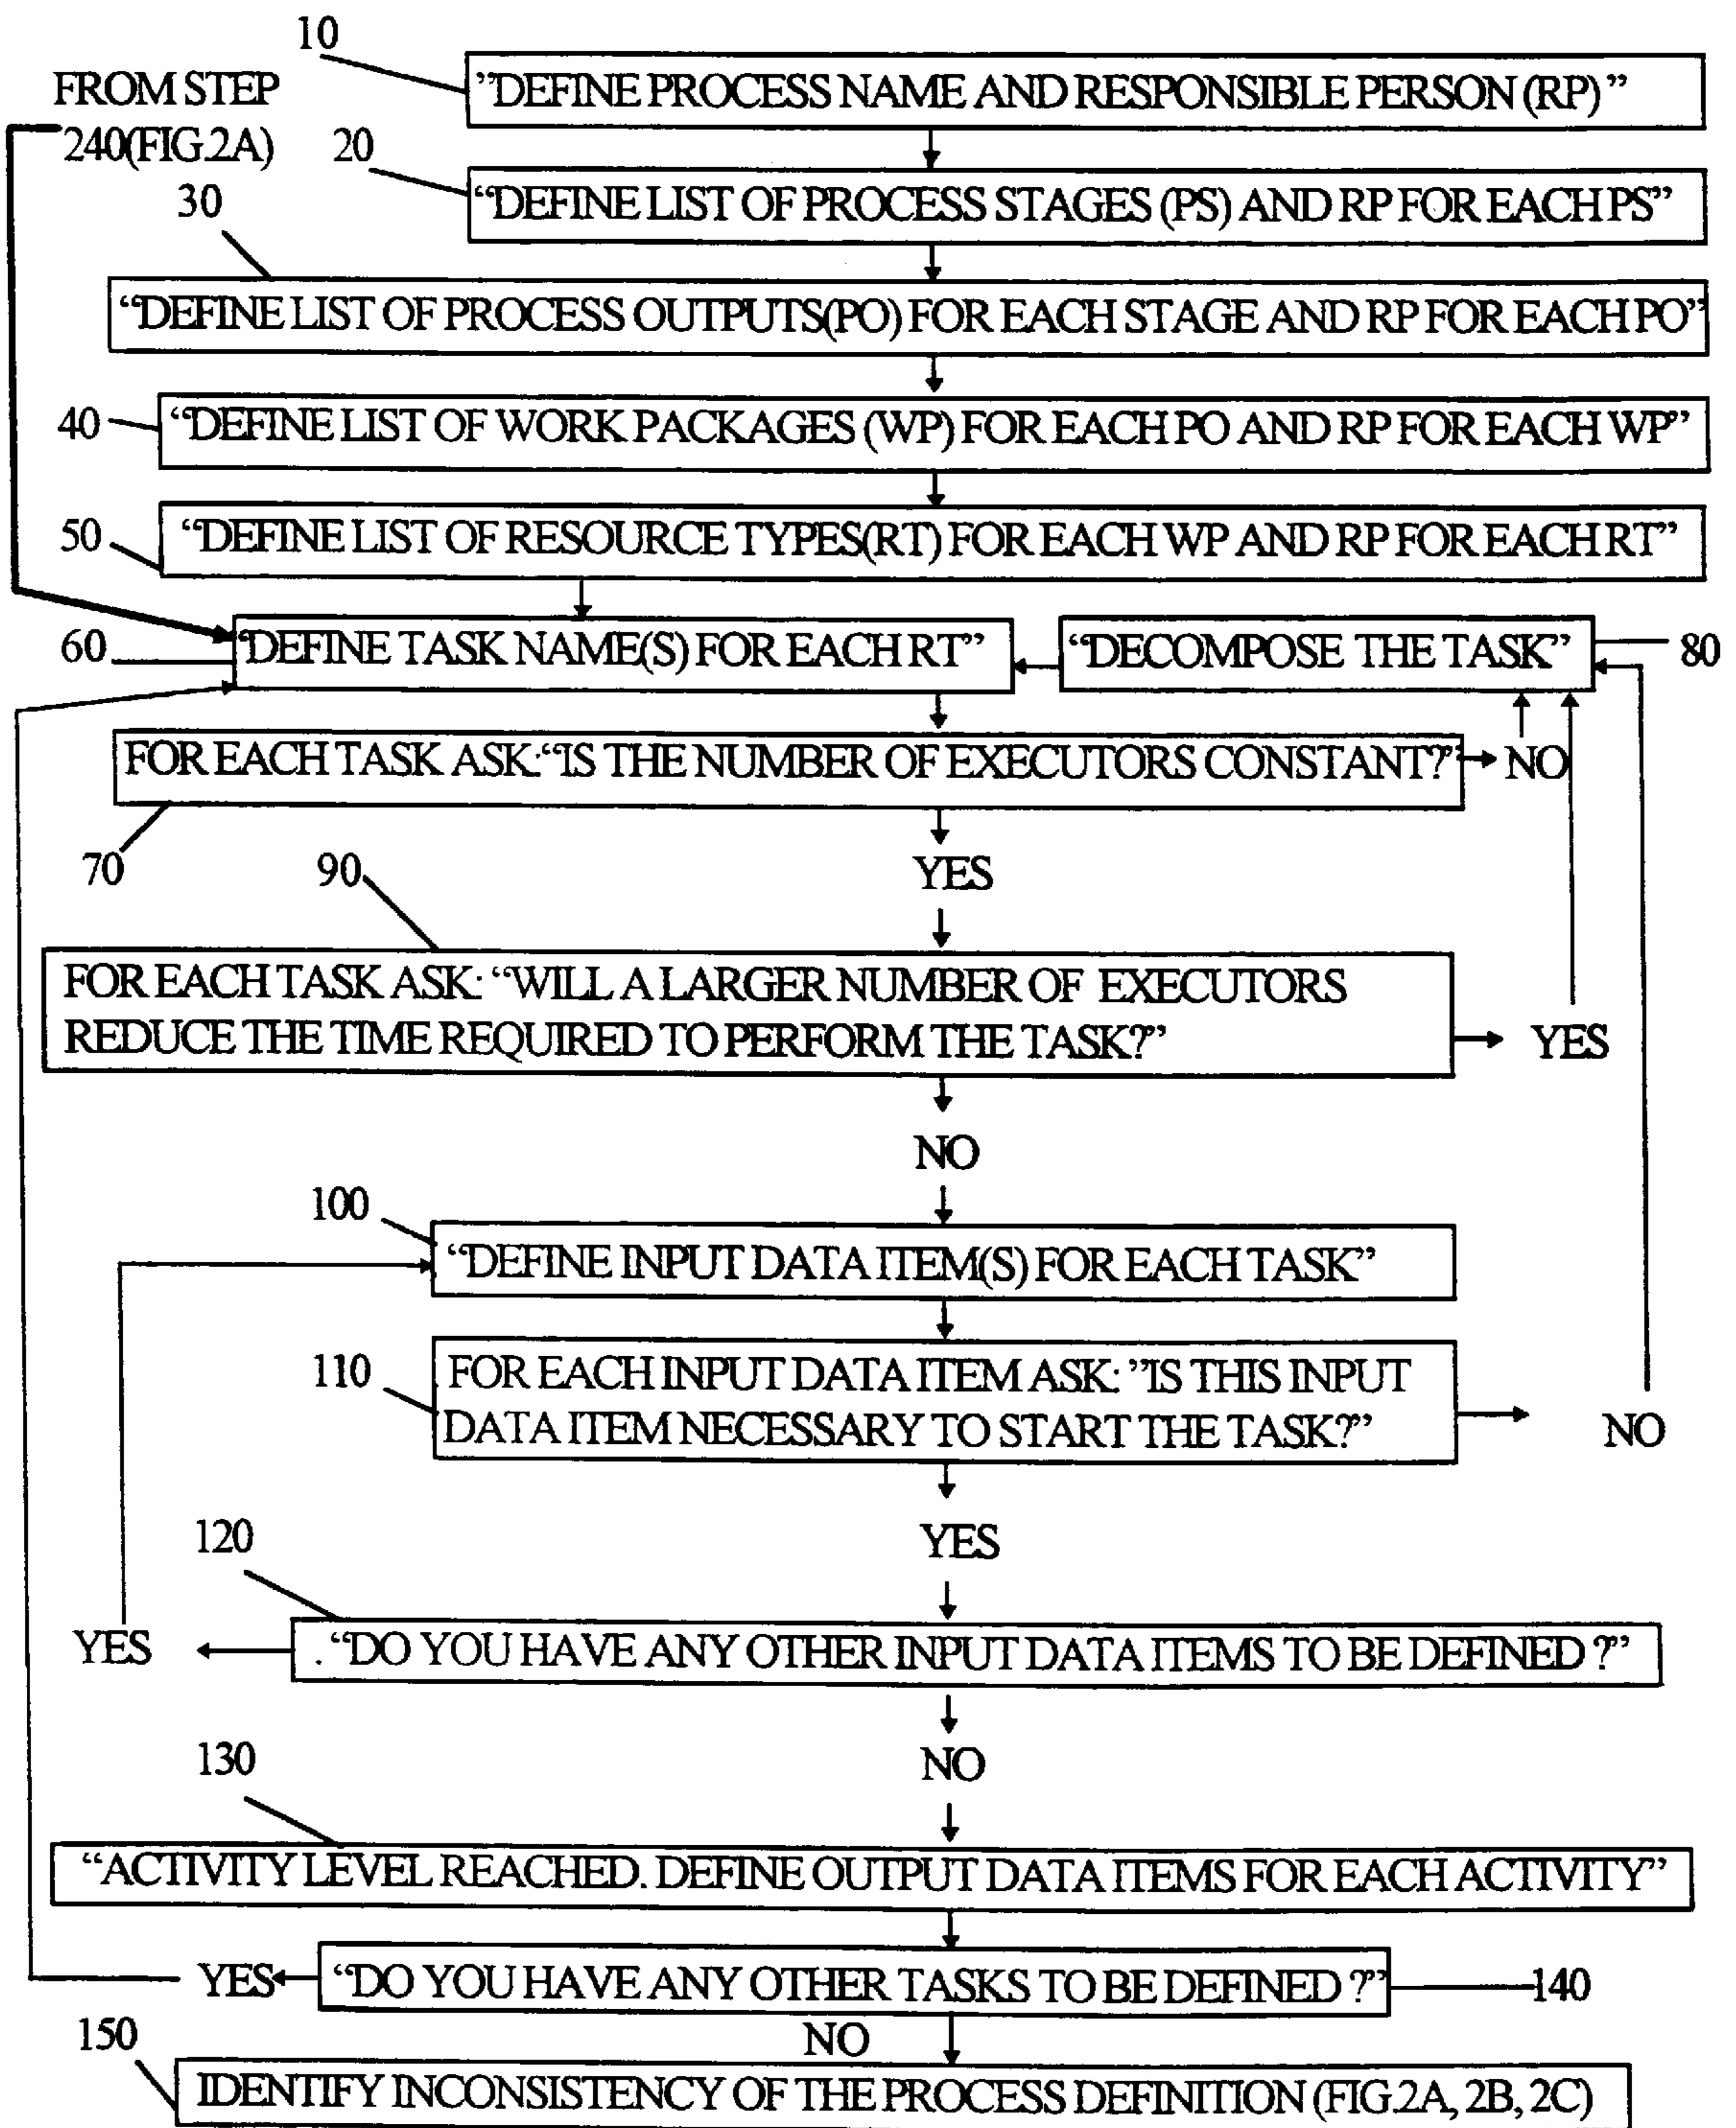 10
”DEFINE PROCESS NAME AND RESPONSIBLE PERSON (RP) ”
FROM STEP
240(FIG.2A)
20
“DEFINE LIST OF PROCESS STAGES (PS) AND RP FOR EACH PS”
30
“DEFINE LIST OF PROCESS OUTPUTS(PO) FOR EACH STAGE AND RP FOR EACH PO”
40
“DEFINE LIST OF WORK PACKAGES (WP) FOR EACH PO AND RP FOR EACH WP”
50
“DEFINE LIST OF RESOURCE TYPES(RT) FOR EACH WP AND RP FOR EACH RT”
60
“DEFINE TASK NAME(S) FOR EACH RT”
“DECOMPOSE THE TASK”
80
FOR EACH TASK ASK:“IS THE NUMBER OF EXECUTORS CONSTANT?”
NO
70
YES
90
FOR EACH TASK ASK: “WILL A LARGER NUMBER OF EXECUTORS
REDUCE THE TIME REQUIRED TO PERFORM THE TASK?”
YES
NO
100
“DEFINE INPUT DATA ITEM(S) FOR EACH TASK”
110
FOR EACH INPUT DATA ITEM ASK: ”IS THIS INPUT
DATA ITEM NECESSARY TO START THE TASK?”
NO
YES
120
YES
. “DO YOU HAVE ANY OTHER INPUT DATA ITEMS TO BE DEFINED ?”
NO
130
“ACTIVITY LEVEL REACHED. DEFINE OUTPUT DATA ITEMS FOR EACH ACTIVITY”
YES
“DO YOU HAVE ANY OTHER TASKS TO BE DEFINED ?”
140
NO
150
IDENTIFY INCONSISTENCY OF THE PROCESS DEFINITION (FIG.2A, 2B, 2C)